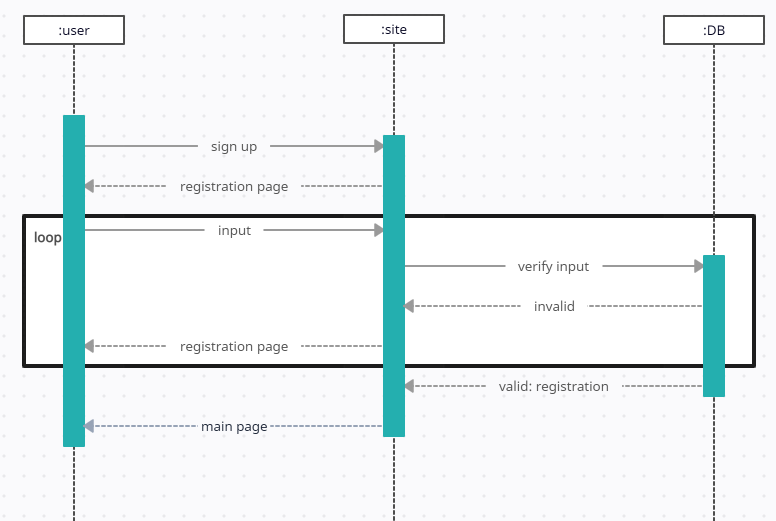 :user
:site
:DB
sign up
registration page
loop
input
verify input
invalid
registration page
valid: registration
main page